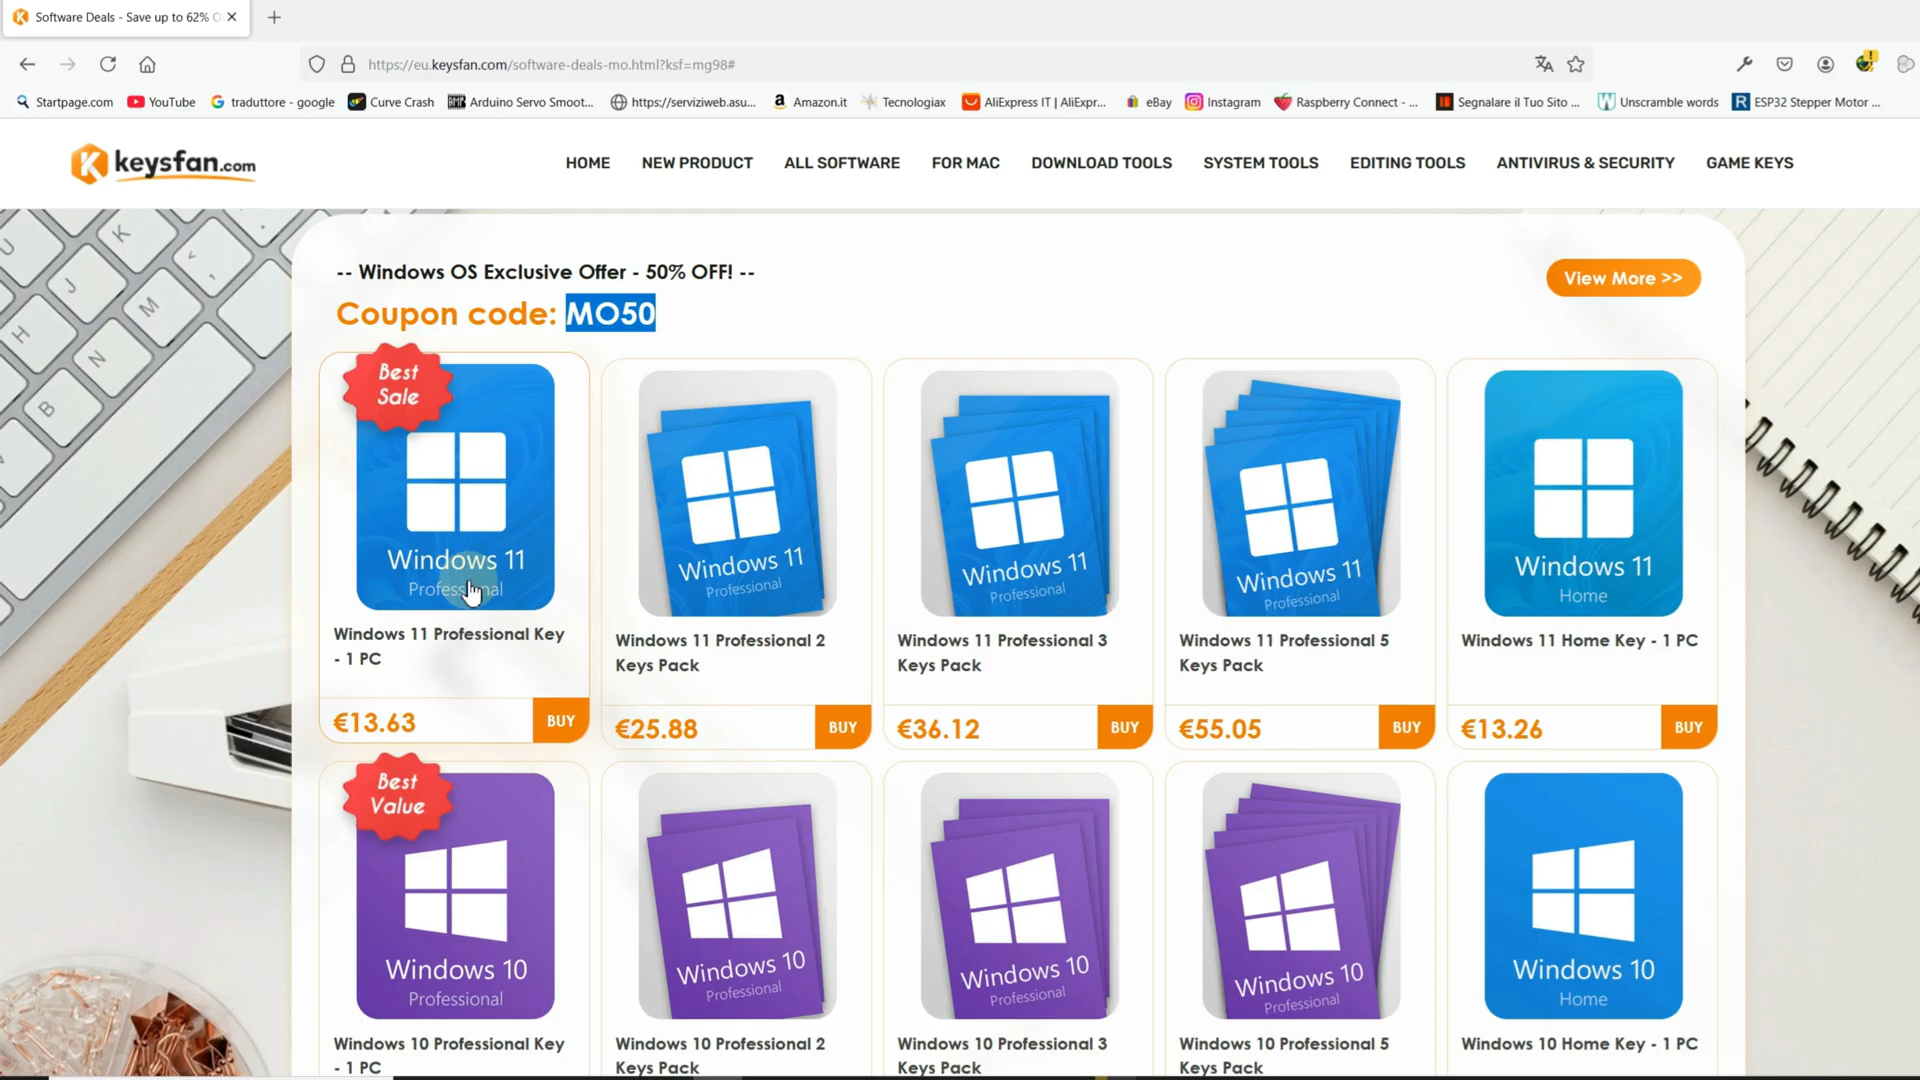 Software Deals - Save up to 62%
https://eu.keysfan.com/software-deals-mo.html?ksf=mg98#
Startpage.com
YouTube
traduttore - google
Curve Crash
Arduino Servo Smoot...
https://serviziweb.asu...
Amazon.it
Tecnologiax
AliExpress IT | AliExpr...
eBay
Instagram
Raspberry Connect - ...
Segnalare il Tuo Sito ...
Unscramble words
ESP32 Stepper Motor ...
keysfan.com
HOME
NEW PRODUCT
ALL SOFTWARE
FOR MAC
DOWNLOAD TOOLS
SYSTEM TOOLS
EDITING TOOLS
ANTIVIRUS & SECURITY
GAME KEYS
-- Windows OS Exclusive Offer - 50% OFF! --
View More >>
Coupon code: MO50
Best
Sale
Windows 11
Professional
Windows 11 Professional Key
- 1 PC
€13.63
BUY
Windows 11
Professional
Windows 11 Professional 2
Keys Pack
€25.88
BUY
Windows 11
Professional
Windows 11 Professional 3
Keys Pack
€36.12
BUY
Windows 11
Professional
Windows 11 Professional 5
Keys Pack
€55.05
BUY
Windows 11
Home
Windows 11 Home Key - 1 PC
€13.26
BUY
Best
Value
Windows 10
Professional
Windows 10 Professional Key
- 1 PC
Windows 10
Professional
Windows 10 Professional 2
Keys Pack
Windows 10
Professional
Windows 10 Professional 3
Keys Pack
Windows 10
Professional
Windows 10 Professional 5
Keys Pack
Windows 10
Home
Windows 10 Home Key - 1 PC